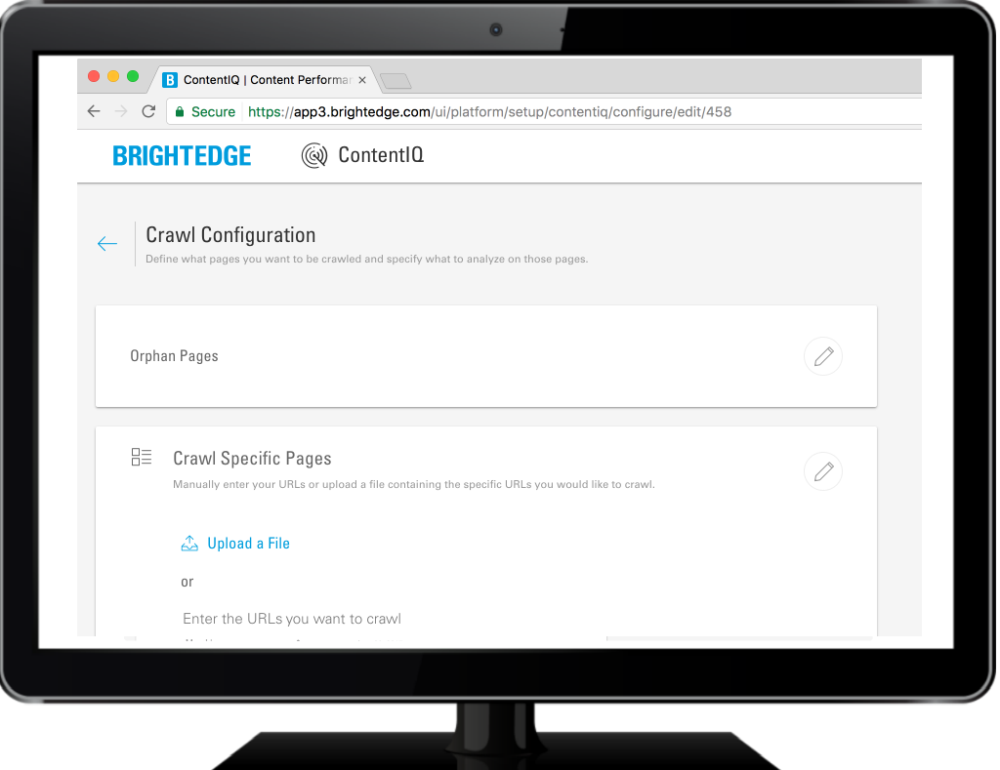 B ContentIQ | Content Performan
Secure https://app3.brightedge.com/ui/platform/setup/contentiq/configure/edit/458
BRIGHTEDGE ContentIQ
Crawl Configuration
Define what pages you want to be crawled and specify what to analyze on those pages.
Orphan Pages
Crawl Specific Pages
Manually enter your URLs or upload a file containing the specific URLs you would like to crawl.
Upload a File
or
Enter the URLs you want to crawl